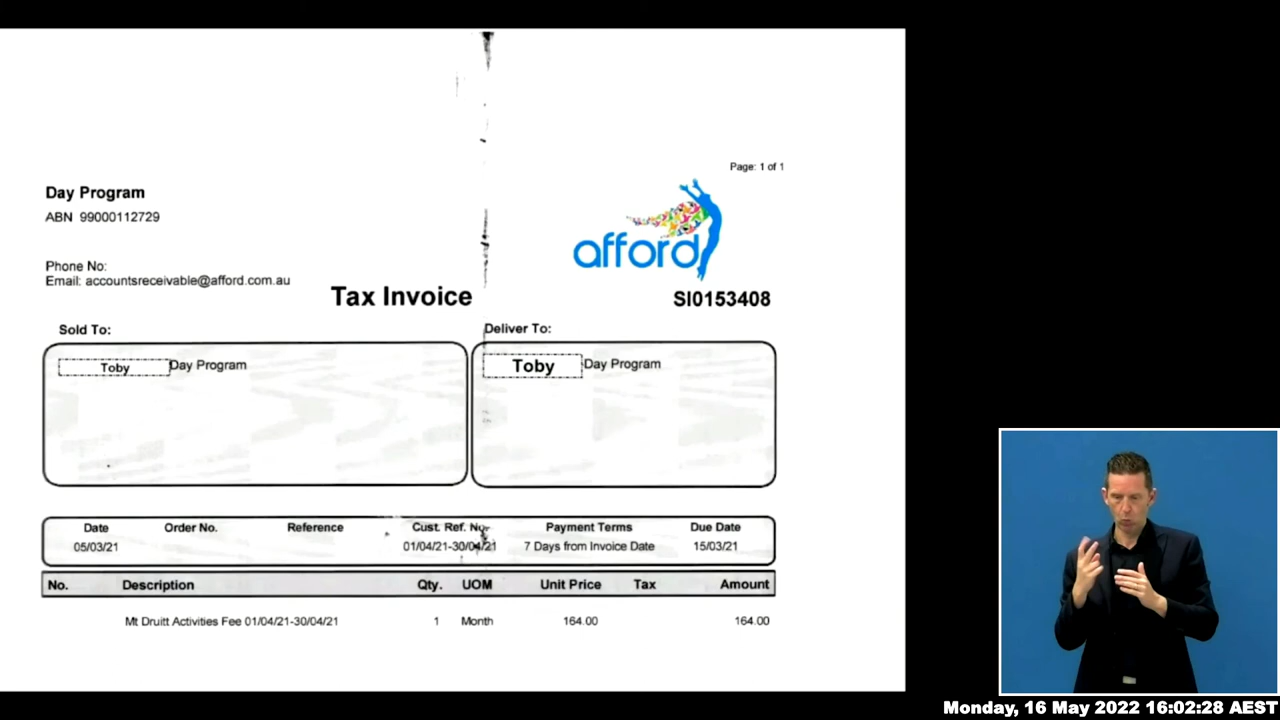 Page: 1 of 1
Day Program
ABN 99000112729
afford
Phone No:
Email: accountsreceivable@afford.com.au
Tax Invoice
SI0153408
Sold To:
Deliver To:
Toby Day Program
Toby Day Program
Date Order No. Reference Cust. Ref. No. Payment Terms Due Date
05/03/21 01/04/21-30/04/21 7 Days from Invoice Date 15/03/21
No. Description Qty. UOM Unit Price Tax Amount
Mt Druitt Activities Fee 01/04/21-30/04/21 1 Month 164.00 164.00
Monday, 16 May 2022 16:02:28 AEST